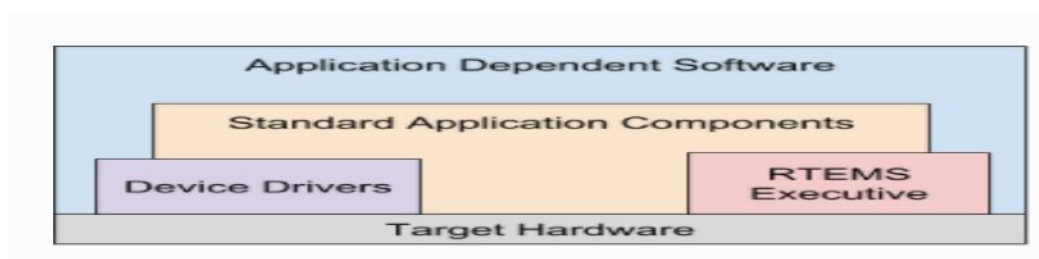 Application Dependent Software
Standard Application Components
Device Drivers
RTEMS
Executive
Target Hardware